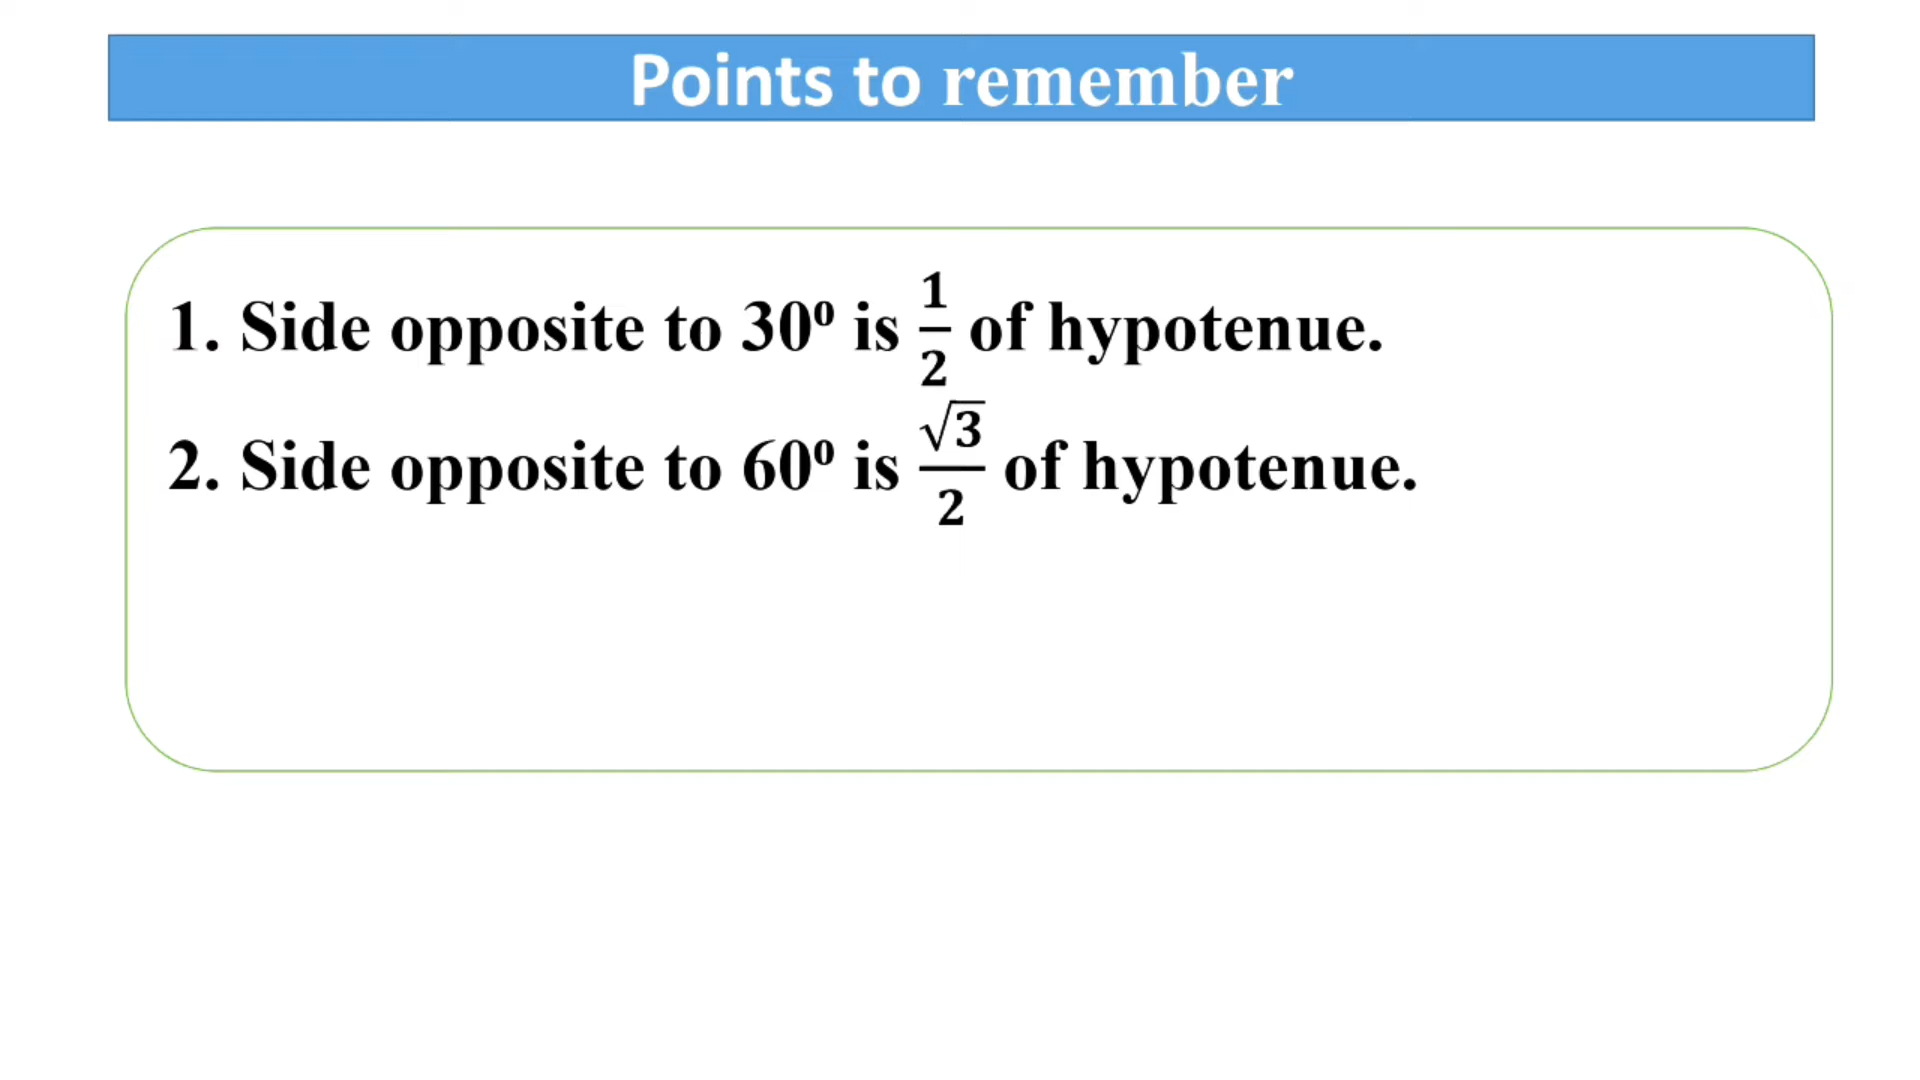 Points to remember
1. Side opposite to 30⁰ is 1/2 of hypotenue.
2. Side opposite to 60⁰ is √3/2 of hypotenue.